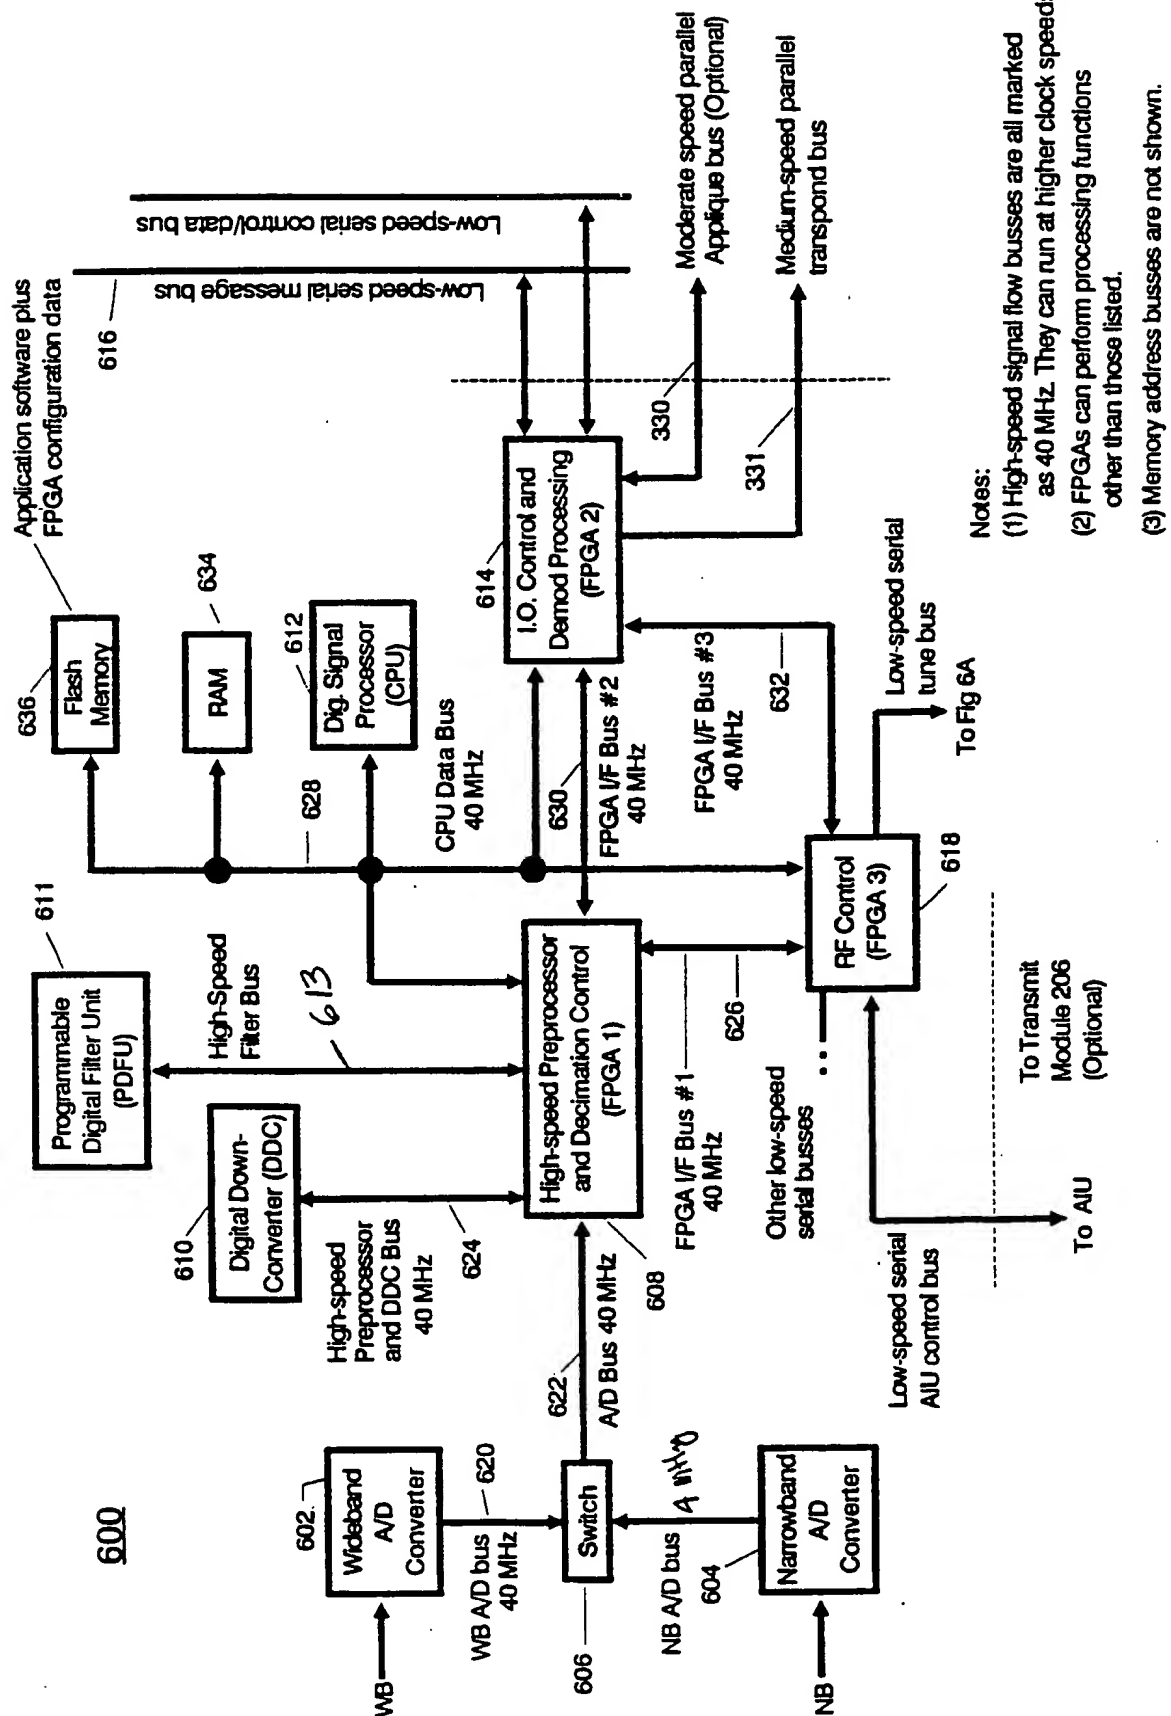 600
WB
602
Wideband
A/D
Converter
620
WB A/D bus
40 MHz
606
Switch
NB A/D bus
4 MHz
604
Narrowband
A/D
Converter
NB
622
A/D Bus 40 MHz
610
Digital Down-
Converter (DDC)
High-speed
Preprocessor
and DDC Bus
40 MHz
624
611
Programmable
Digital Filter Unit
(PDFU)
High-Speed
Filter Bus
613
High-speed Preprocessor
and Decimation Control
(FPGA 1)
608
FPGA I/F Bus #1
40 MHz
626
Other low-speed
serial busses
...
Low-speed serial
AIU control bus
To AIU
To Transmit
Module 206
(Optional)
RF Control
(FPGA 3)
618
636
Flash
Memory
Application software plus
FPGA configuration data
634
RAM
612
Dig. Signal
Processor
(CPU)
628
CPU Data Bus
40 MHz
630
FPGA I/F Bus #2
40 MHz
FPGA I/F Bus #3
40 MHz
632
614
I.O. Control and
Demod Processing
(FPGA 2)
616
Low-speed serial message bus
Low-speed serial control/data bus
330
Moderate speed parallel
Applique bus (Optional)
331
Medium-speed parallel
transpond bus
Low-speed serial
tune bus
To Fig 6A
Notes:
(1) High-speed signal flow busses are all marked
as 40 MHz. They can run at higher clock speeds
(2) FPGAs can perform processing functions
other than those listed.
(3) Memory address busses are not shown.